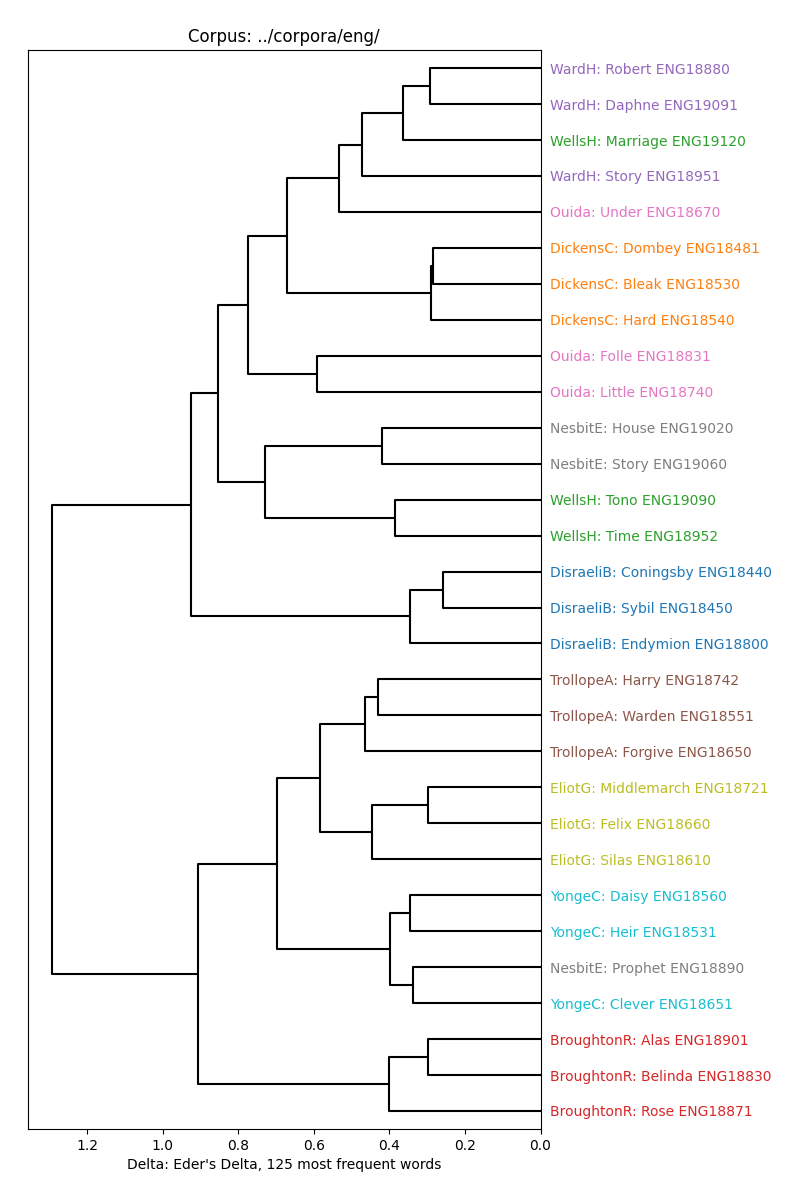 Corpus: ../corpora/eng/
WardH: Robert ENG18880
WardH: Daphne ENG19091
WellsH: Marriage ENG19120
WardH: Story ENG18951
Ouida: Under ENG18670
DickensC: Dombey ENG18481
DickensC: Bleak ENG18530
DickensC: Hard ENG18540
Ouida: Folle ENG18831
Ouida: Little ENG18740
NesbitE: House ENG19020
NesbitE: Story ENG19060
WellsH: Tono ENG19090
WellsH: Time ENG18952
DisraeliB: Coningsby ENG18440
DisraeliB: Sybil ENG18450
DisraeliB: Endymion ENG18800
TrollopeA: Harry ENG18742
TrollopeA: Warden ENG18551
TrollopeA: Forgive ENG18650
EliotG: Middlemarch ENG18721
EliotG: Felix ENG18660
EliotG: Silas ENG18610
YongeC: Daisy ENG18560
YongeC: Heir ENG18531
NesbitE: Prophet ENG18890
YongeC: Clever ENG18651
BroughtonR: Alas ENG18901
BroughtonR: Belinda ENG18830
BroughtonR: Rose ENG18871
1.2 1.0 0.8 0.6 0.4 0.2 0.0
Delta: Eder's Delta, 125 most frequent words